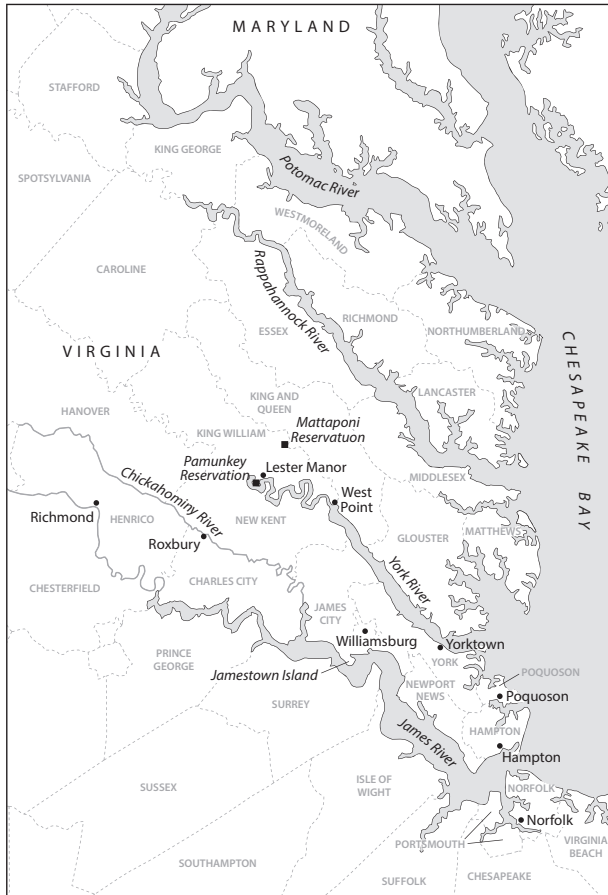 MARYLAND
STAFFORD
KING GEORGE
SPOTSYLVANIA
Potomac River
WESTMORELAND
CAROLINE
Rappahannock River
RICHMOND
ESSEX
NORTHUMBERLAND
CHESAPEAKE BAY
VIRGINIA
LANCASTER
KING AND
QUEEN
HANOVER
KING WILLIAM
Mattaponi
Reservatuon
Pamunkey
Reservation
Lester Manor
MIDDLESEX
Chickahominy River
West
Point
Richmond
HENRICO
NEW KENT
MATTHEWS
GLOUSTER
Roxbury
York River
CHESTERFIELD
CHARLES CITY
JAMES
CITY
Williamsburg
Yorktown
YORK
PRINCE
GEORGE
Jamestown Island
POQUOSON
NEWPORT
NEWS
Poquoson
SURREY
James River
HAMPTON
Hampton
SUSSEX
ISLE OF
WIGHT
NORFOLK
Norfolk
PORTSMOUTH
VIRGINIA
BEACH
SOUTHAMPTON
SUFFOLK
CHESAPEAKE